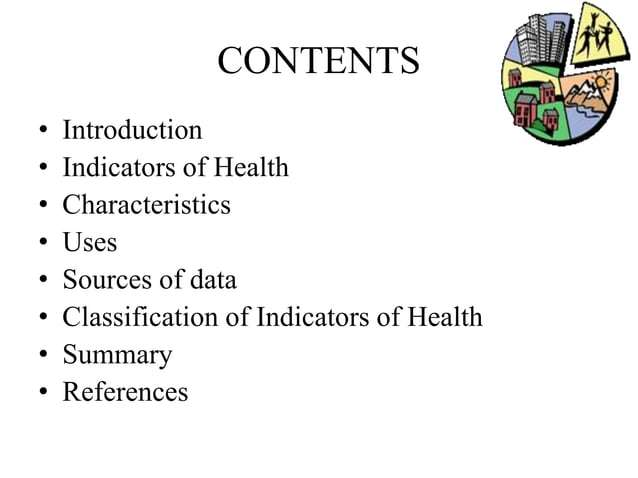 CONTENTS
• Introduction
• Indicators of Health
• Characteristics
• Uses
• Sources of data
• Classification of Indicators of Health
• Summary
• References